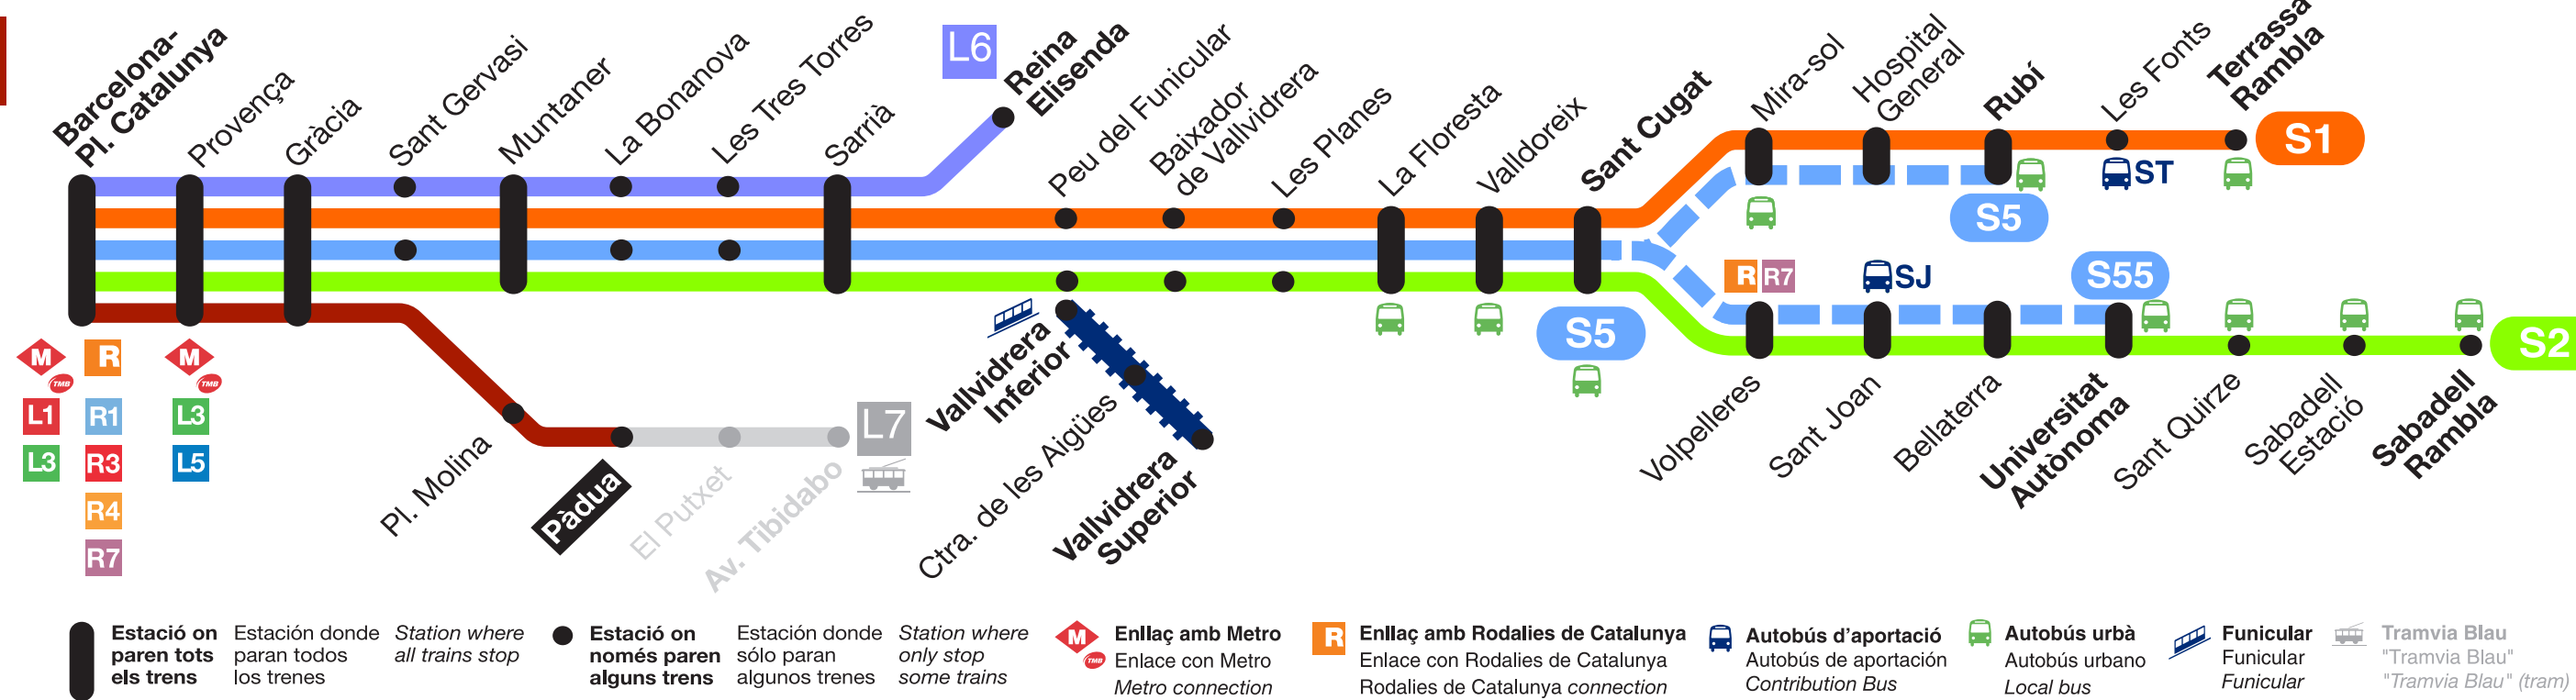 Barcelona-
Pl. Catalunya
Provença
Gràcia
Sant Gervasi
Muntaner
La Bonanova
Les Tres Torres
Sarrià
L6
Reina
Elisenda
Peu del Funicular
Baixador
de Vallvidrera
Les Planes
La Floresta
Valldoreix
Sant Cugat
Mira-sol
Hospital
General
Rubí
Les Fonts
Terrassa
Rambla
S1
ST
S5
R R7
SJ
S55
S5
S2
M
TMB
L1
L3
R
R1
R3
R4
R7
M
TMB
L3
L5
Pl. Molina
Pàdua
El Putxet
Av. Tibidabo
L7
Vallvidrera
Inferior
Ctra. de les Aigües
Vallvidrera
Superior
Volpelleres
Sant Joan
Bellaterra
Universitat
Autònoma
Sant Quirze
Sabadell
Estació
Sabadell
Rambla
Estació on
paren tots
els trens
Estación donde
paran todos
los trenes
Station where
all trains stop
Estació on
només paren
alguns trens
Estación donde
sólo paran
algunos trenes
Station where
only stop
some trains
M
TMB
Enllaç amb Metro
Enlace con Metro
Metro connection
R
Enllaç amb Rodalies de Catalunya
Enlace con Rodalies de Catalunya
Rodalies de Catalunya connection
Autobús d'aportació
Autobús de aportación
Contribution Bus
Autobús urbà
Autobús urbano
Local bus
Funicular
Funicular
Funicular
Tramvia Blau
"Tramvia Blau"
"Tramvia Blau" (tram)